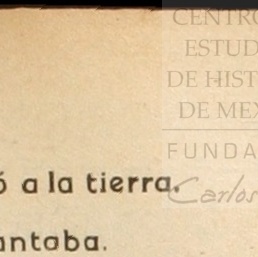 CENTRO
ESTUD
DE HIST
DE MEX
FUNDA
Carlos
ó a la tierra.
antaba.